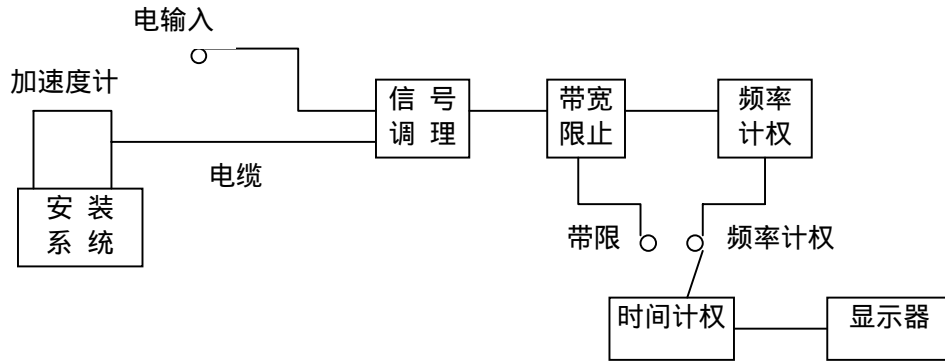 电输入
加速度计
信 号
调 理
带宽
限止
频率
计权
电缆
安 装
系 统
带限
频率计权
时间计权
显示器